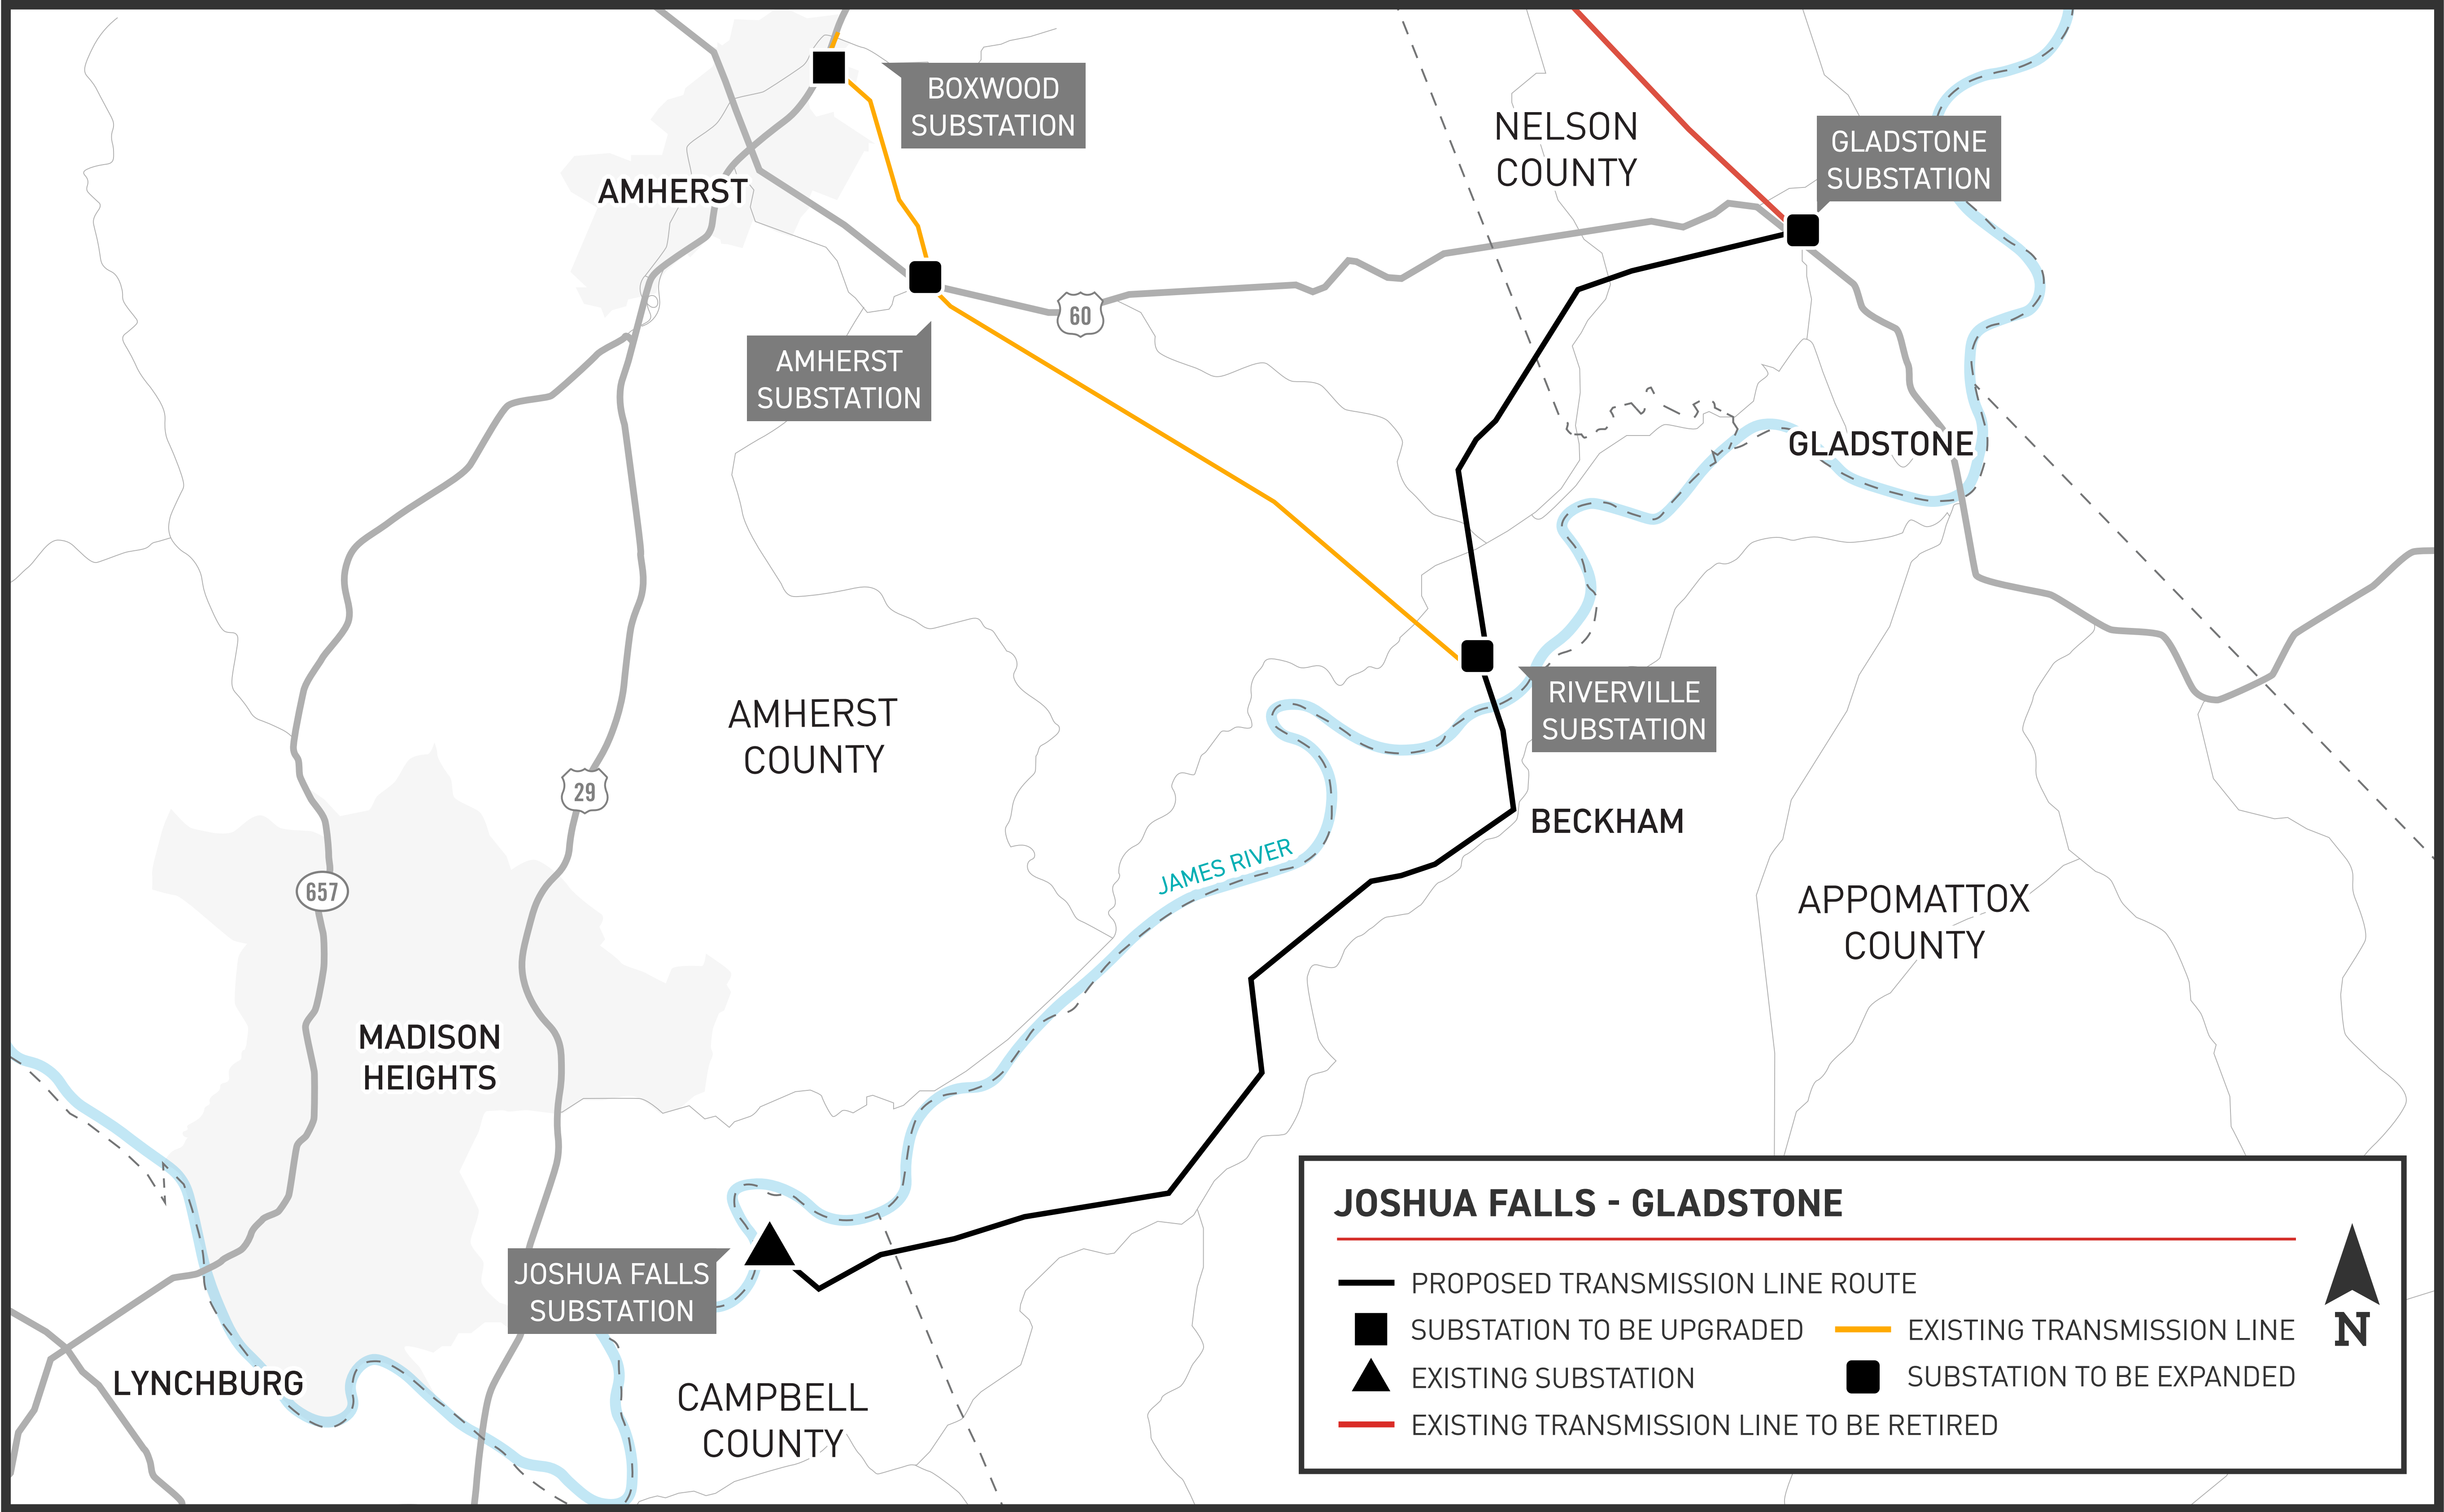 BOXWOOD
SUBSTATION
NELSON
COUNTY
GLADSTONE
SUBSTATION
AMHERST
60
AMHERST
SUBSTATION
GLADSTONE
AMHERST
COUNTY
RIVERVILLE
SUBSTATION
29
BECKHAM
JAMES RIVER
657
APPOMATTOX
COUNTY
MADISON
HEIGHTS
JOSHUA FALLS
SUBSTATION
LYNCHBURG
CAMPBELL
COUNTY
JOSHUA FALLS - GLADSTONE
PROPOSED TRANSMISSION LINE ROUTE
SUBSTATION TO BE UPGRADED
EXISTING TRANSMISSION LINE
EXISTING SUBSTATION
SUBSTATION TO BE EXPANDED
EXISTING TRANSMISSION LINE TO BE RETIRED
N